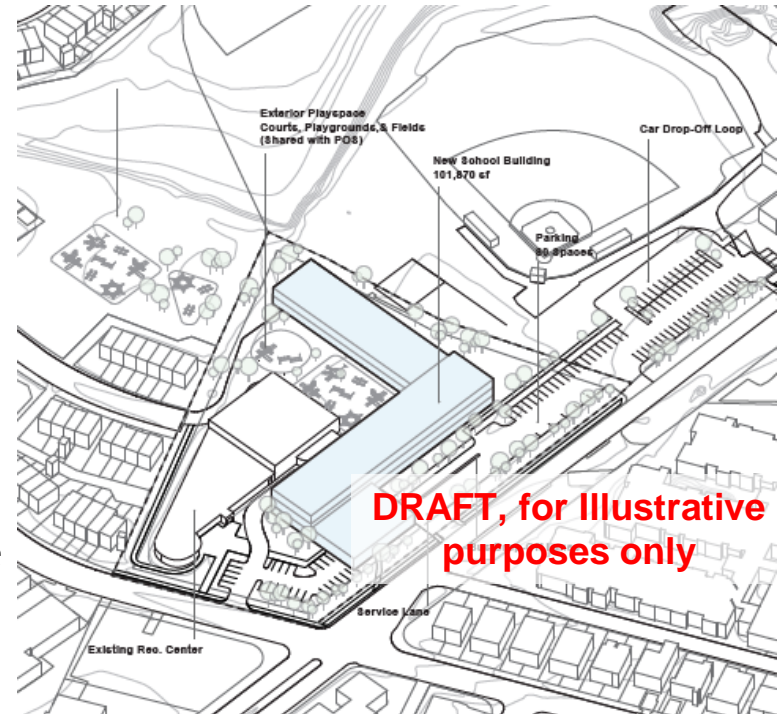 Exterior Playspace
Courts, Playgrounds,& Fields
(Shared with POS)
Car Drop-Off Loop
New School Building
101,870 sf
Parking
Spaces
DRAFT, for Illustrative
purposes only
Service Lane
Existing Rec. Center